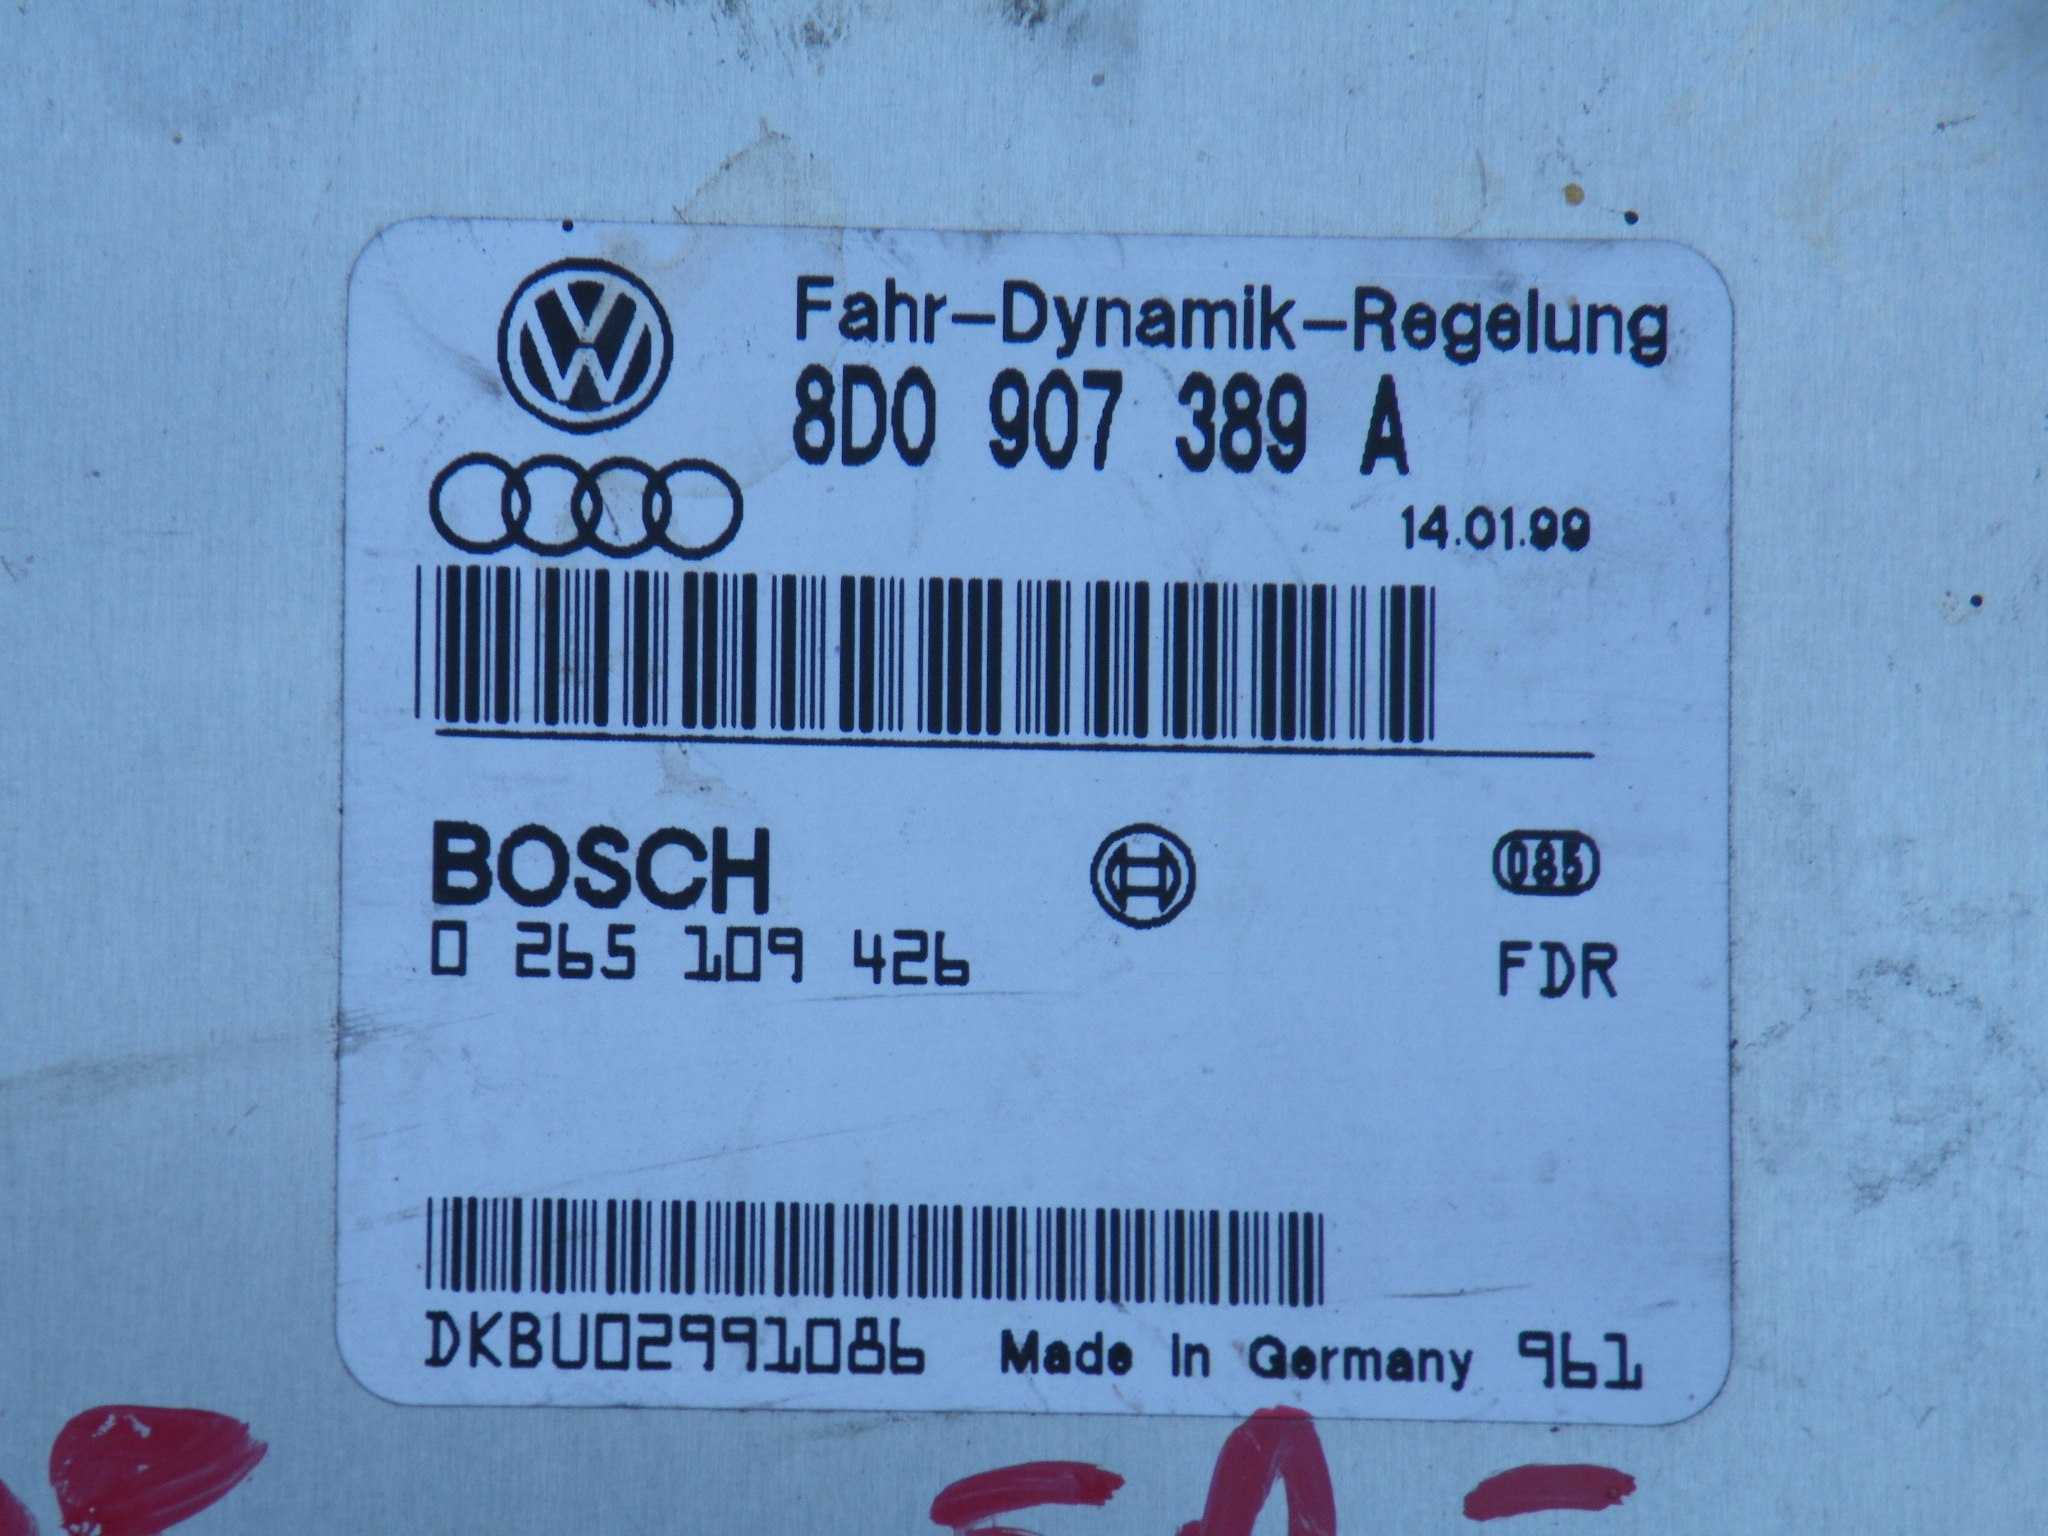 Fahr-Dynamik-Regelung
8D0 907 389 A
14.01.99
BOSCH
085
0 265 109 426
FDR
DKBU02991086 Made in Germany 961